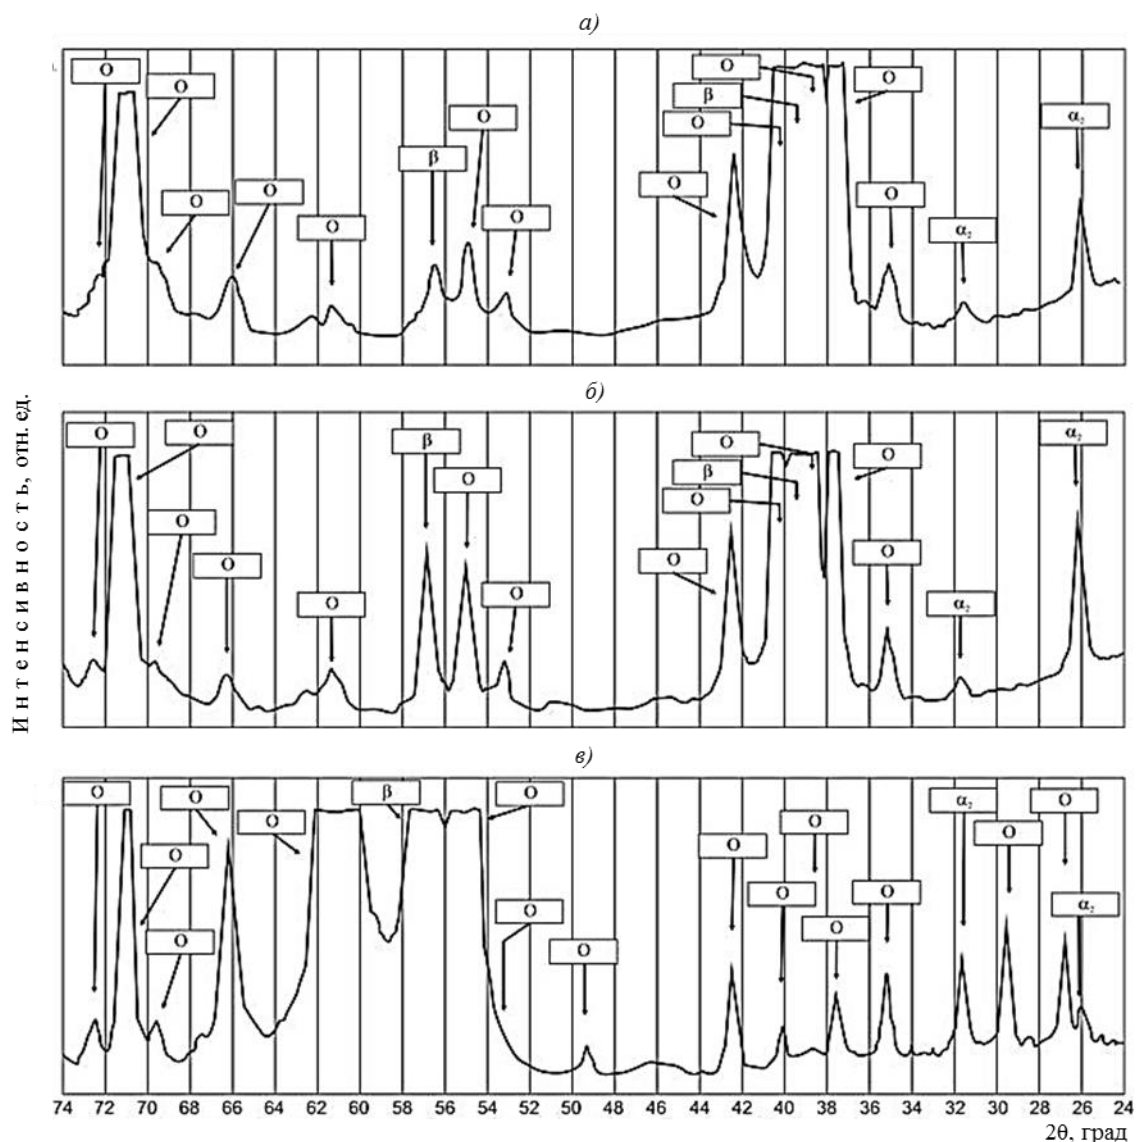 а)
О
О
О
β
О
О
О
О
α₂
β
О
О
О
О
О
О
α₂
б)
О
О
β
О
О
α₂
О
β
О
О
О
О
О
О
О
О
α₂
в)
О
О
О
β
О
О
О
α₂
О
О
О
О
О
О
О
α₂
О
О
О
Интенсивность, отн. ед.
74 72 70 68 66 64 62 60 58 56 54 52 50 48 46 44 42 40 38 36 34 32 30 28 26 24
2θ, град